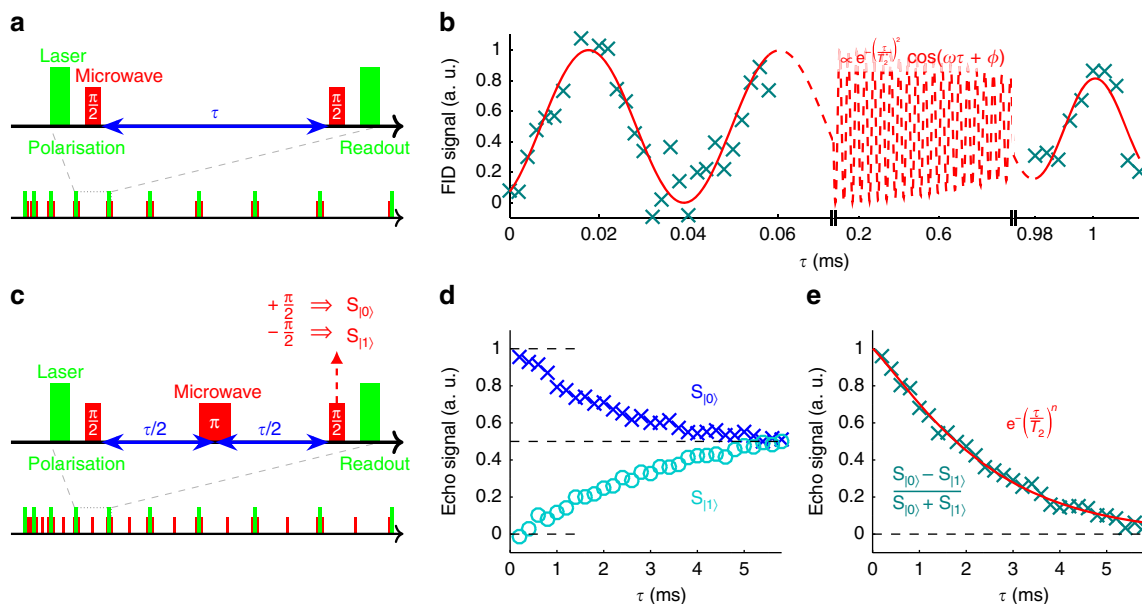 a
Laser
Microwave
π/2
τ
π/2
Polarisation
Readout
b
FID signal (a. u.)
1
0.8
0.6
0.4
0.2
0
∝ e^−(τ/T*₂)² cos(ωτ + ϕ)
0 0.02 0.04 0.06 0.2 0.6 0.98 1
τ (ms)
c
+ π/2 ⇒ S|0⟩
− π/2 ⇒ S|1⟩
Laser
Microwave
π/2
τ/2
π
τ/2
π/2
Polarisation
Readout
d
Echo signal (a. u.)
1
0.8
0.6
0.4
0.2
0
S|0⟩
S|1⟩
0 1 2 3 4 5
τ (ms)
e
Echo signal (a. u.)
1
0.8
0.6
0.4
0.2
0
e^−(τ/T₂)ⁿ
S|0⟩ − S|1⟩
S|0⟩ + S|1⟩
0 1 2 3 4 5
τ (ms)